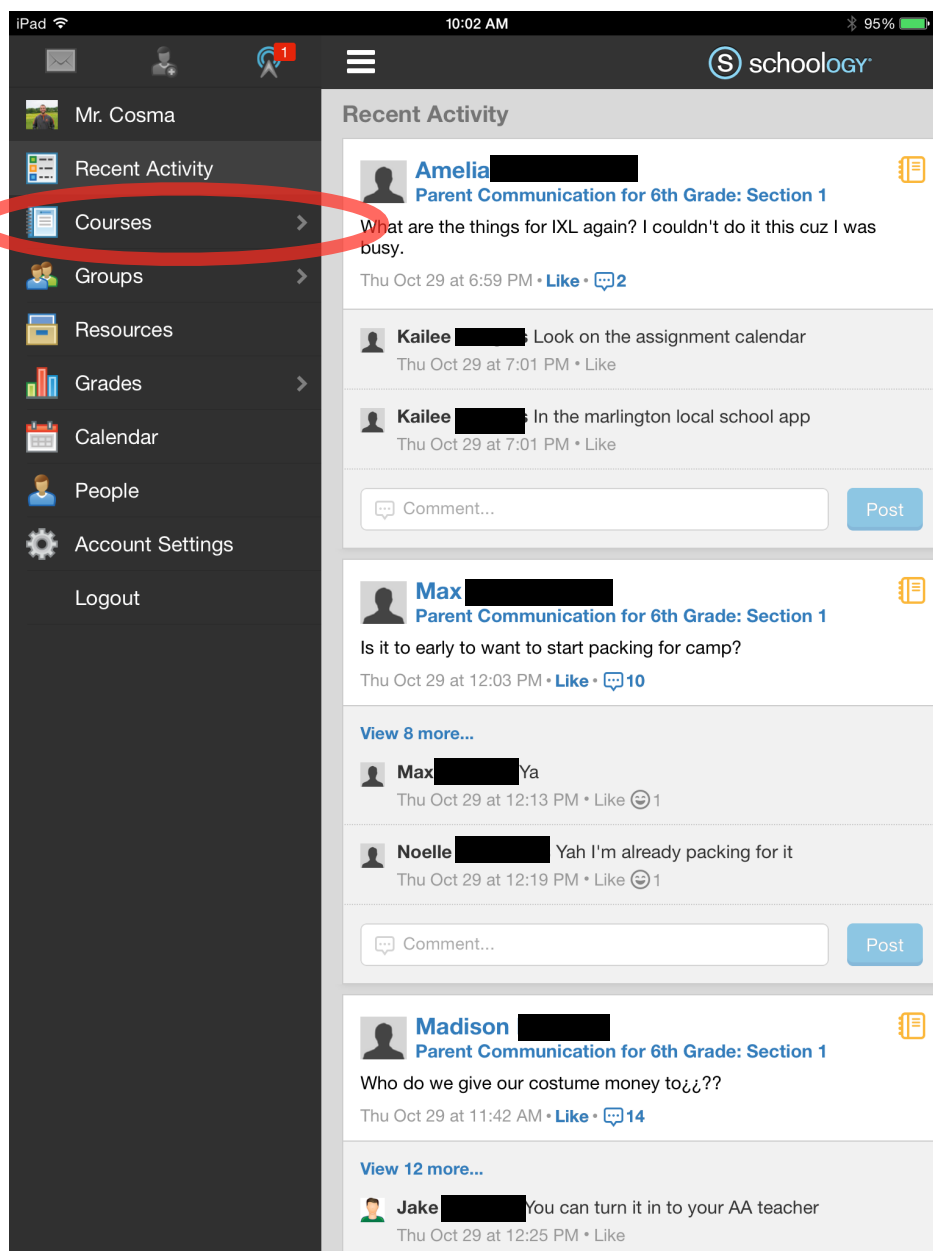 iPad 10:02 AM 95%
1
schoology
Mr. Cosma
Recent Activity
Courses
Groups
Resources
Grades
Calendar
People
Account Settings
Logout
Recent Activity
Amelia
Parent Communication for 6th Grade: Section 1
What are the things for IXL again? I couldn't do it this cuz I was
busy.
Thu Oct 29 at 6:59 PM • Like • 2
Kailee Look on the assignment calendar
Thu Oct 29 at 7:01 PM • Like
Kailee In the marlington local school app
Thu Oct 29 at 7:01 PM • Like
Comment... Post
Max
Parent Communication for 6th Grade: Section 1
Is it to early to want to start packing for camp?
Thu Oct 29 at 12:03 PM • Like • 10
View 8 more...
Max Ya
Thu Oct 29 at 12:13 PM • Like 1
Noelle Yah I'm already packing for it
Thu Oct 29 at 12:19 PM • Like 1
Comment... Post
Madison
Parent Communication for 6th Grade: Section 1
Who do we give our costume money to¿¿??
Thu Oct 29 at 11:42 AM • Like • 14
View 12 more...
Jake You can turn it in to your AA teacher
Thu Oct 29 at 12:25 PM • Like